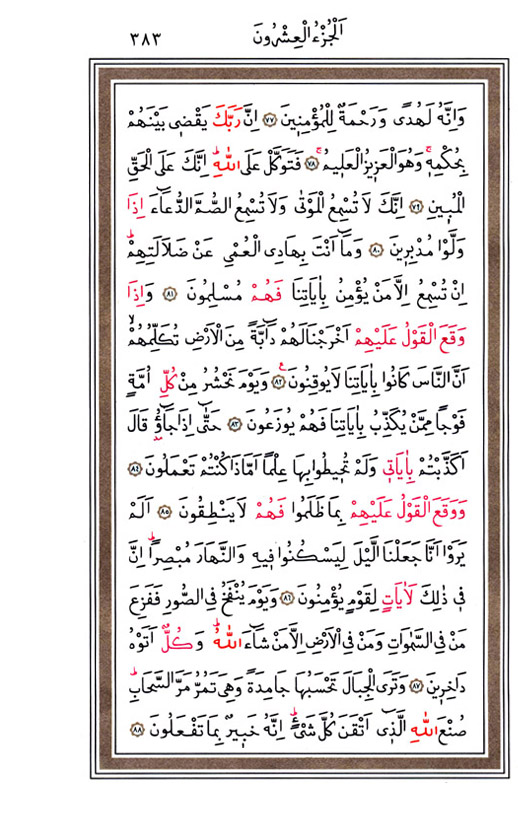 اَلْجُزْءُ الْعِشْرُونَ ٣٨٣
وَاِنَّهُ لَهُدًى وَرَحْمَةٌ لِلْمُؤْمِنٖينَ ﴿٧٧﴾ اِنَّ رَبَّكَ يَقْضٖي بَيْنَهُمْ
بِحُكْمِهٖۚ وَهُوَ الْعَزٖيزُ الْعَلٖيمُۚ ﴿٧٨﴾ فَتَوَكَّلْ عَلَى اللّٰهِؕ اِنَّكَ عَلَى الْحَقِّ
الْمُبٖينِ ﴿٧٩﴾ اِنَّكَ لَا تُسْمِعُ الْمَوْتٰى وَلَا تُسْمِعُ الصُّمَّ الدُّعَٓاءَ اِذَا
وَلَّوْا مُدْبِرٖينَ ﴿٨٠﴾ وَمَٓا اَنْتَ بِهَادِي الْعُمْيِ عَنْ ضَلَالَتِهِمْؕ
اِنْ تُسْمِعُ اِلَّا مَنْ يُؤْمِنُ بِاٰيَاتِنَا فَهُمْ مُسْلِمُونَ ﴿٨١﴾ وَاِذَا
وَقَعَ الْقَوْلُ عَلَيْهِمْ اَخْرَجْنَا لَهُمْ دَٓابَّةً مِنَ الْاَرْضِ تُكَلِّمُهُمْۙ
اَنَّ النَّاسَ كَانُوا بِاٰيَاتِنَا لَا يُوقِنُونَۚ ﴿٨٢﴾ وَيَوْمَ نَحْشُرُ مِنْ كُلِّ اُمَّةٍ
فَوْجًا مِمَّنْ يُكَذِّبُ بِاٰيَاتِنَا فَهُمْ يُوزَعُونَ ﴿٨٣﴾ حَتّٰٓى اِذَا جَٓاؤُ۫ قَالَ
اَكَذَّبْتُمْ بِاٰيَاتٖي وَلَمْ تُحٖيطُوا بِهَا عِلْمًا اَمَّاذَا كُنْتُمْ تَعْمَلُونَ ﴿٨٤﴾
وَوَقَعَ الْقَوْلُ عَلَيْهِمْ بِمَا ظَلَمُوا فَهُمْ لَا يَنْطِقُونَ ﴿٨٥﴾ اَلَمْ
يَرَوْا اَنَّا جَعَلْنَا الَّيْلَ لِيَسْكُنُوا فٖيهِ وَالنَّهَارَ مُبْصِرًاؕ اِنَّ
فٖي ذٰلِكَ لَاٰيَاتٍ لِقَوْمٍ يُؤْمِنُونَ ﴿٨٦﴾ وَيَوْمَ يُنْفَخُ فِي الصُّورِ فَفَزِعَ
مَنْ فِي السَّمٰوَاتِ وَمَنْ فِي الْاَرْضِ اِلَّا مَنْ شَٓاءَ اللّٰهُؕ وَكُلٌّ اَتَوْهُ
دَاخِرٖينَ ﴿٨٧﴾ وَتَرَى الْجِبَالَ تَحْسَبُهَا جَامِدَةً وَهِيَ تَمُرُّ مَرَّ السَّحَابِؕ
صُنْعَ اللّٰهِ الَّذٖٓي اَتْقَنَ كُلَّ شَيْءٍؕ اِنَّهُ خَبٖيرٌ بِمَا تَفْعَلُونَ ﴿٨٨﴾